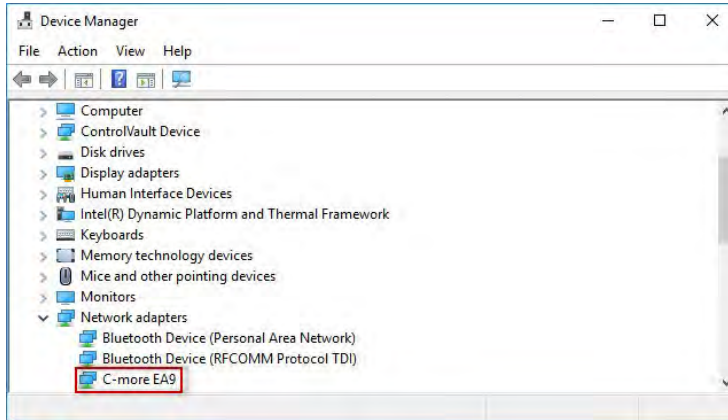 Device Manager
File Action View Help
Computer
ControlVault Device
Disk drives
Display adapters
Human Interface Devices
Intel(R) Dynamic Platform and Thermal Framework
Keyboards
Memory technology devices
Mice and other pointing devices
Monitors
Network adapters
Bluetooth Device (Personal Area Network)
Bluetooth Device (RFCOMM Protocol TDI)
C-more EA9